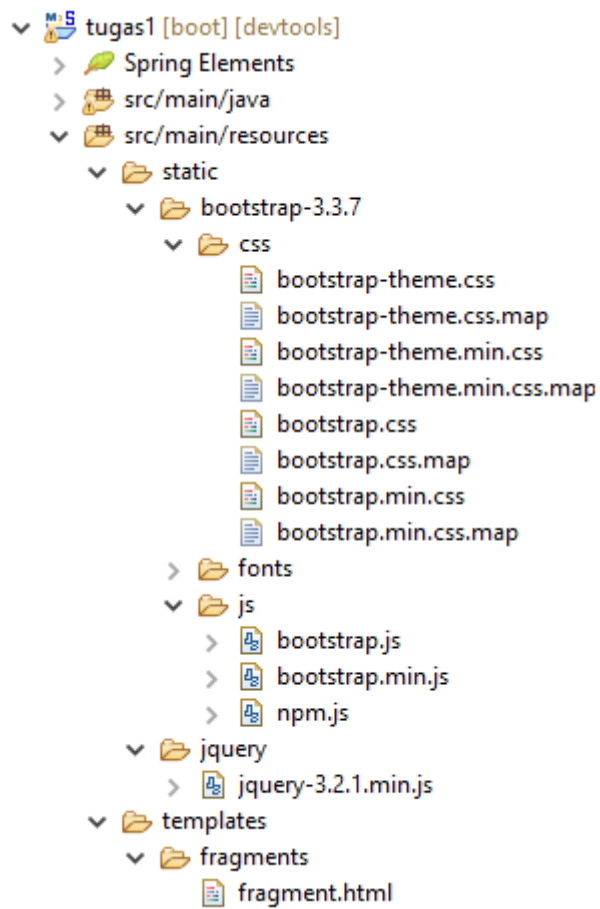 tugas1 [boot] [devtools]
Spring Elements
src/main/java
src/main/resources
static
bootstrap-3.3.7
css
bootstrap-theme.css
bootstrap-theme.css.map
bootstrap-theme.min.css
bootstrap-theme.min.css.map
bootstrap.css
bootstrap.css.map
bootstrap.min.css
bootstrap.min.css.map
fonts
js
bootstrap.js
bootstrap.min.js
npm.js
jquery
jquery-3.2.1.min.js
templates
fragments
fragment.html